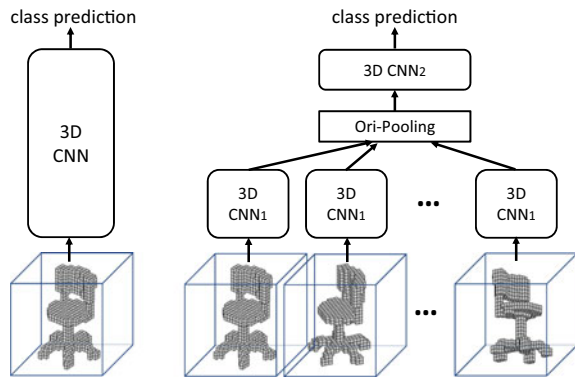 class prediction
class prediction
3D
CNN
3D CNN2
Ori-Pooling
3D
CNN1
3D
CNN1
...
3D
CNN1
...